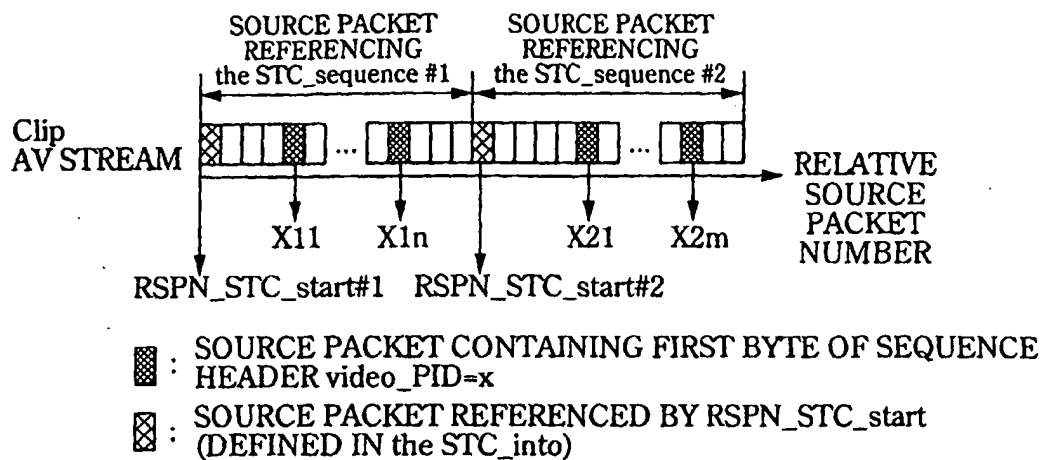 SOURCE PACKET
REFERENCING
the STC_sequence #1
SOURCE PACKET
REFERENCING
the STC_sequence #2
Clip
AV STREAM
...
...
RELATIVE
SOURCE
PACKET
NUMBER
X11
X1n
X21
X2m
RSPN_STC_start#1
RSPN_STC_start#2
: SOURCE PACKET CONTAINING FIRST BYTE OF SEQUENCE
HEADER video_PID=x
: SOURCE PACKET REFERENCED BY RSPN_STC_start
(DEFINED IN the STC_into)